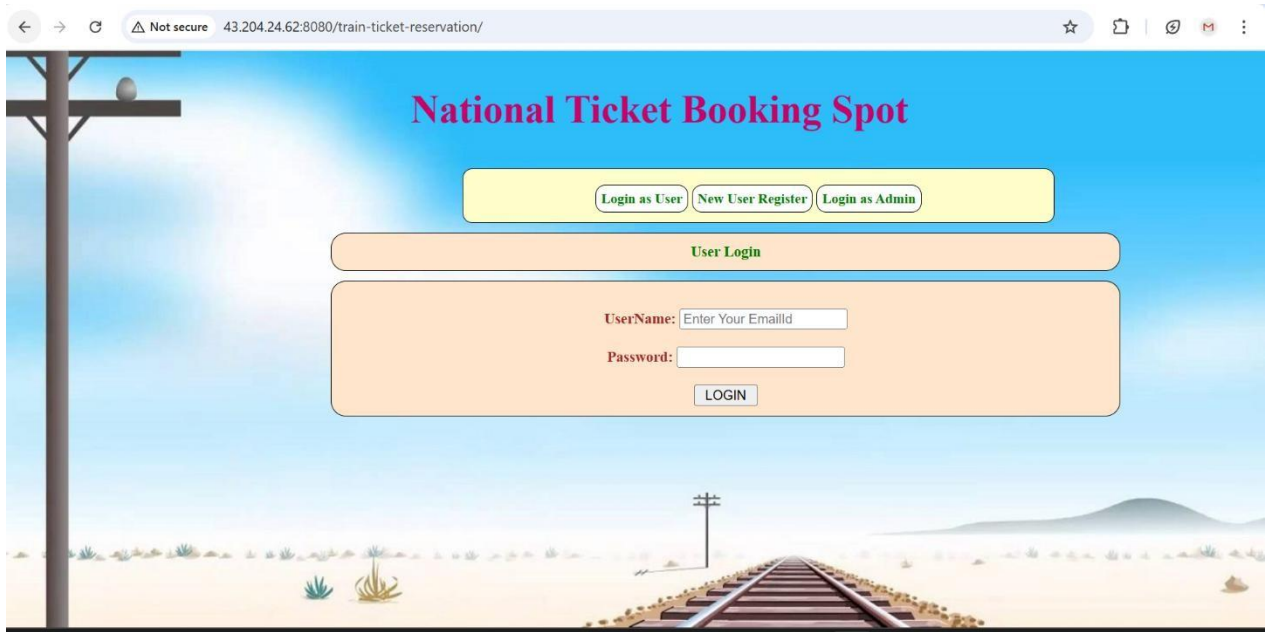 Not secure 43.204.24.62:8080/train-ticket-reservation/
M
National Ticket Booking Spot
Login as User New User Register Login as Admin
User Login
UserName: Enter Your EmailId
Password:
LOGIN